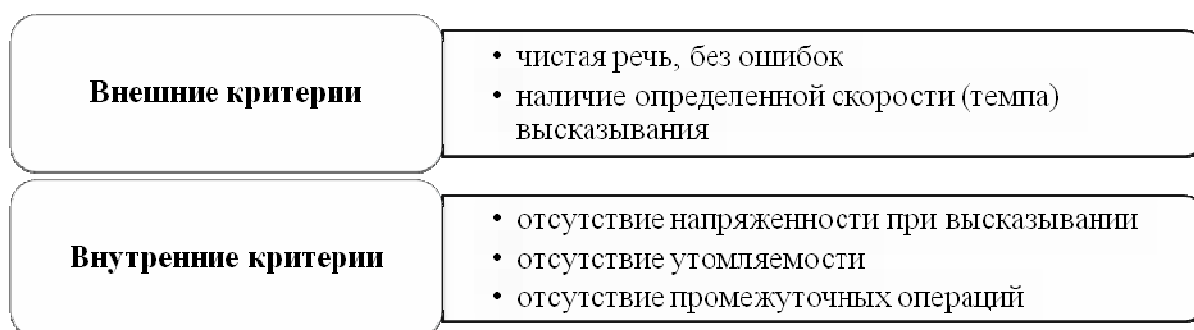 Внешние критерии
• чистая речь, без ошибок
• наличие определенной скорости (темпа)
высказывания
Внутренние критерии
• отсутствие напряженности при высказывании
• отсутствие утомляемости
• отсутствие промежуточных операций